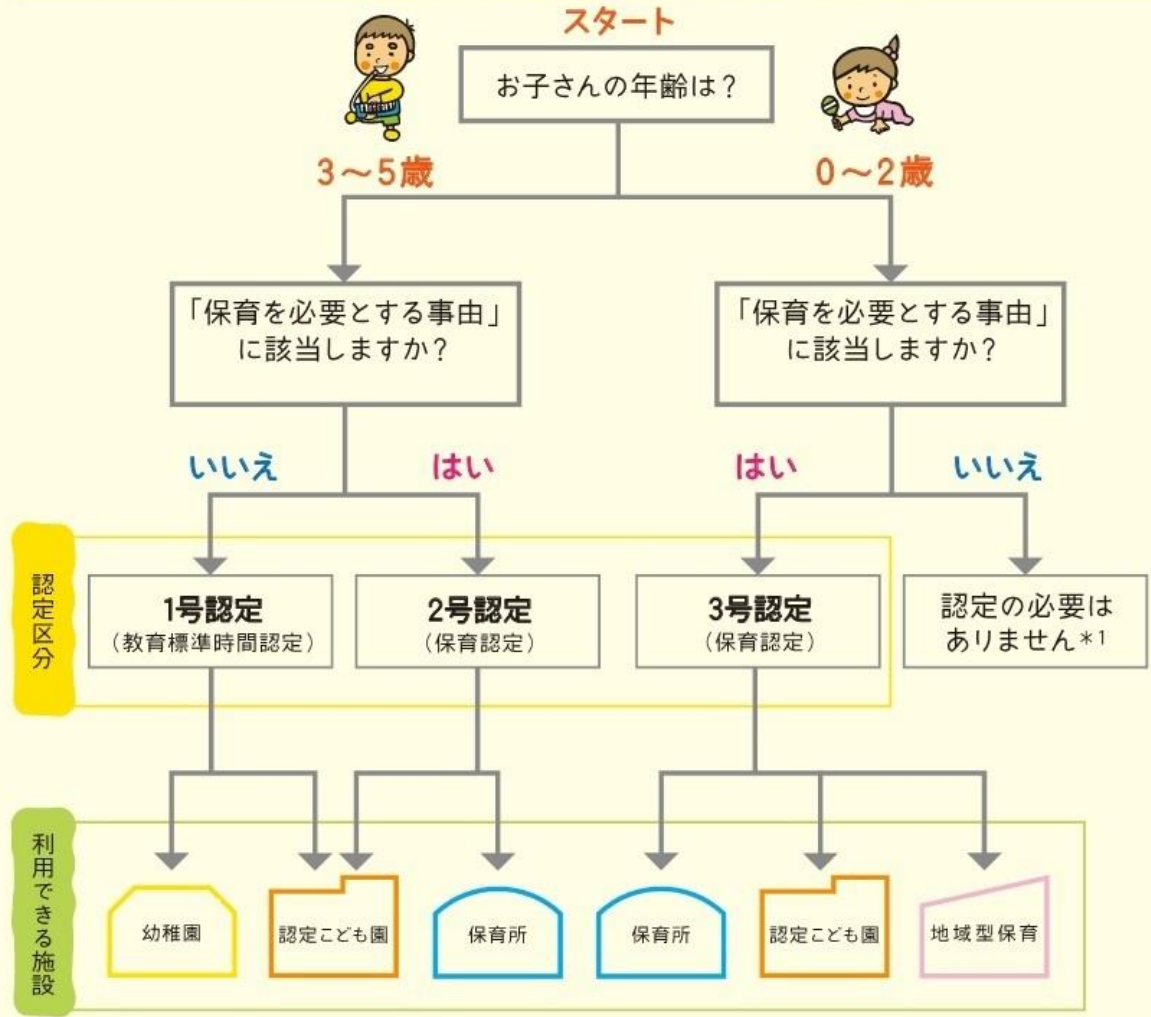 スタート
お子さんの年齢は？
3～5歳
0～2歳
「保育を必要とする事由」
に該当しますか？
「保育を必要とする事由」
に該当しますか？
いいえ
はい
はい
いいえ
認定区分
1号認定
（教育標準時間認定）
2号認定
（保育認定）
3号認定
（保育認定）
認定の必要は
ありません*1
利用できる施設
幼稚園
認定こども園
保育所
保育所
認定こども園
地域型保育